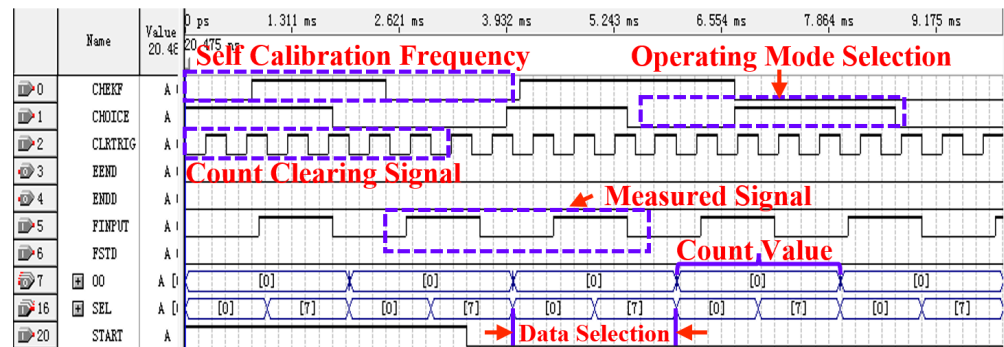 Name Value 20.48 0 ps 1.311 ms 2.621 ms 3.932 ms 5.243 ms 6.554 ms 7.864 ms 9.175 ms
20.475 ns
Self Calibration Frequency Operating Mode Selection
0 CHEKF A
1 CHOICE A
2 CLRTRIG A
Count Clearing Signal
3 EEND A
4 ENDD A
Measured Signal
5 FINPUT A
6 FSTD A
Count Value
7 OO A [ [0] [0] [0] [0] [0]
16 SEL A [ [0] [7] [0] [7] [0] [7] [0] [7] [0] [7]
20 START A
Data Selection